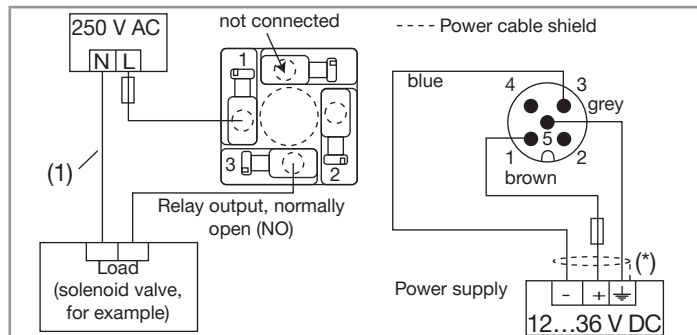 250 V AC
N L
not connected
1
2
3
(1)
Relay output, normally
open (NO)
Load
(solenoid valve,
for example)
Power cable shield
blue
4
3
grey
5
1
2
brown
(*)
Power supply
- +
12...36 V DC